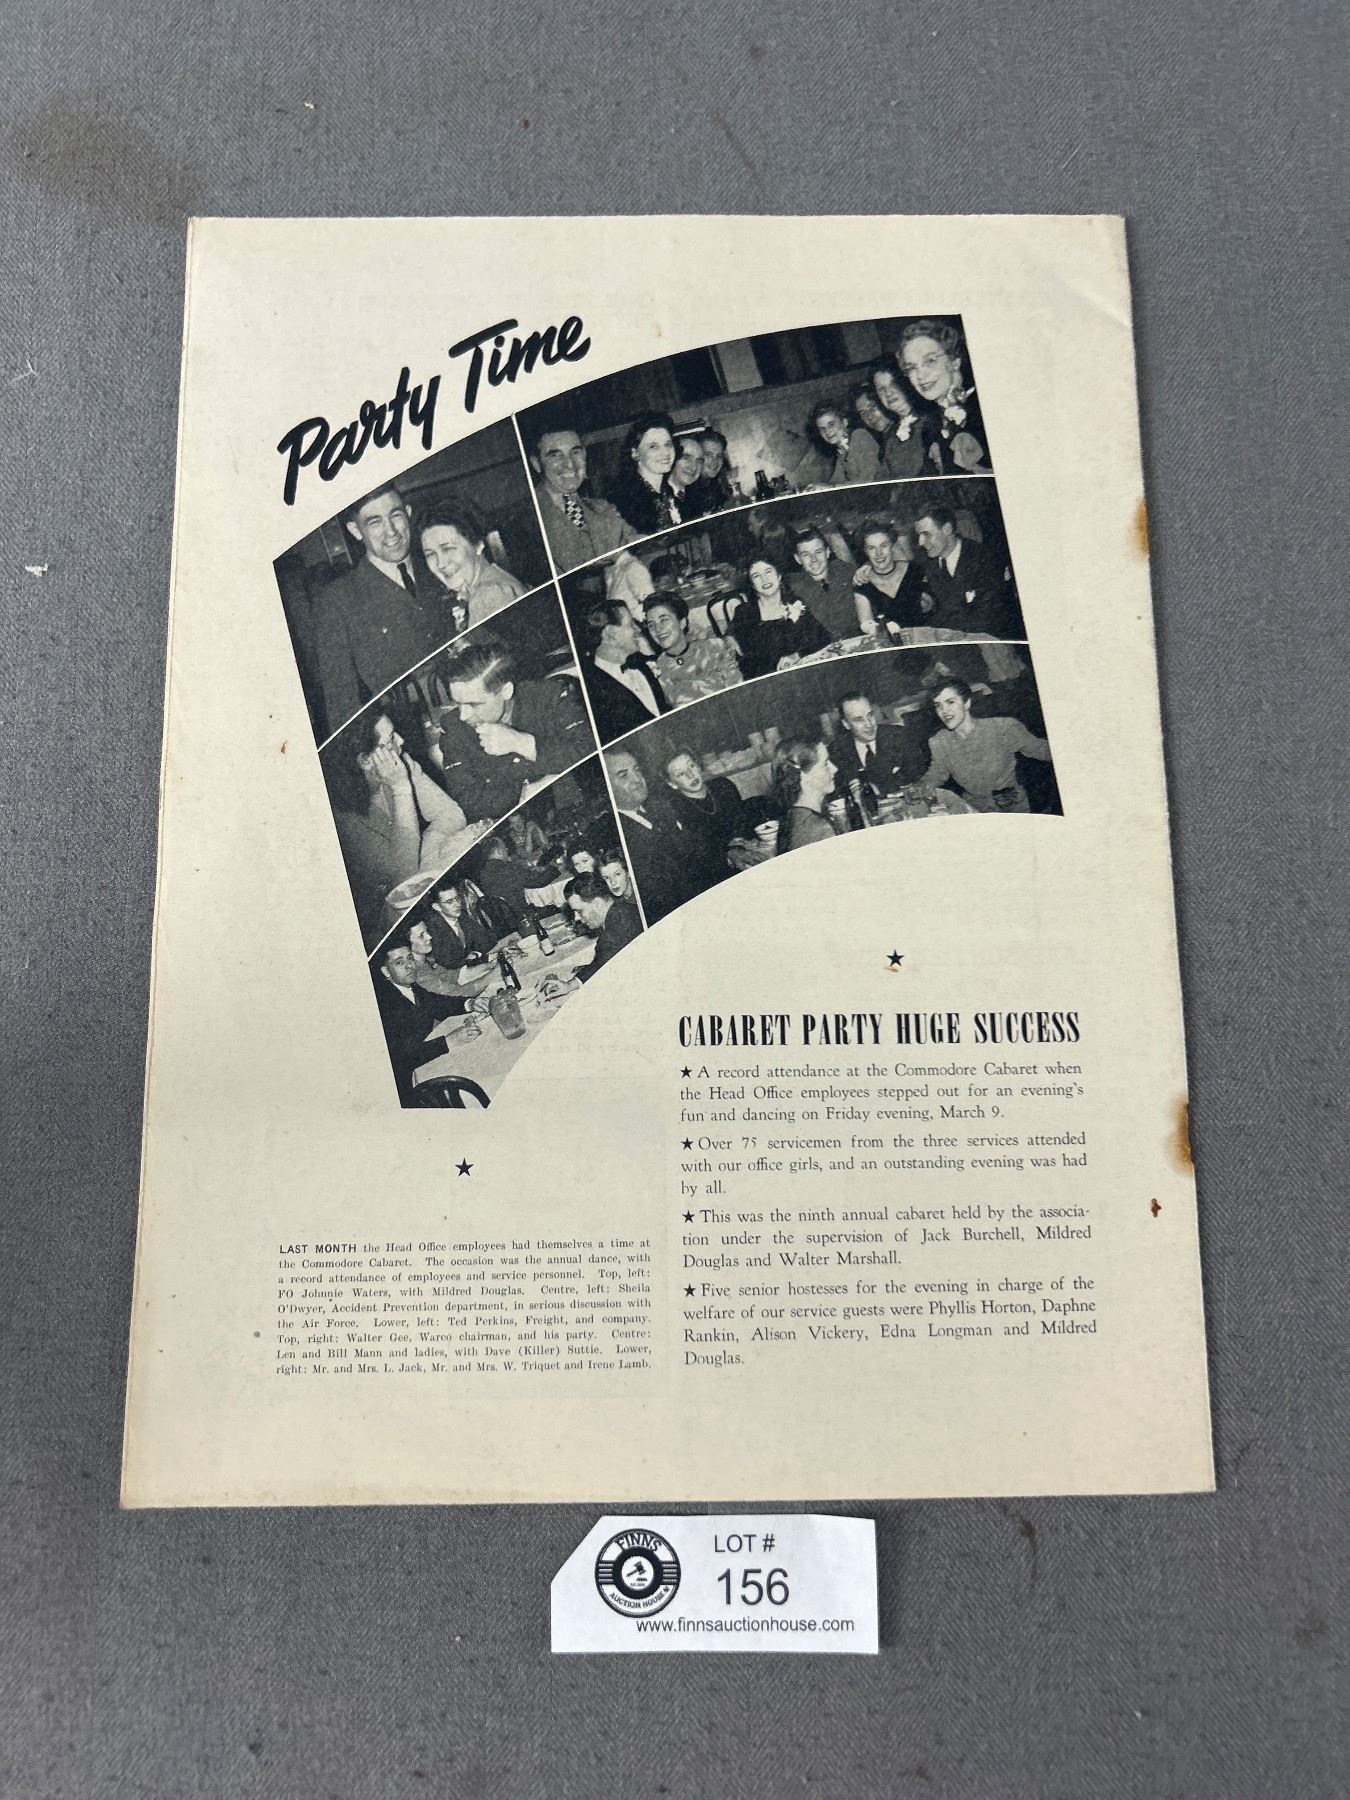 Party Time
CABARET PARTY HUGE SUCCESS
★ A record attendance at the Commodore Cabaret when
the Head Office employees stepped out for an evening's
fun and dancing on Friday evening, March 9.
★ Over 75 servicemen from the three services attended
with our office girls, and an outstanding evening was had
by all.
★ This was the ninth annual cabaret held by the associa-
tion under the supervision of Jack Burchell, Mildred
Douglas and Walter Marshall.
★ Five senior hostesses for the evening in charge of the
welfare of our service guests were Phyllis Horton, Daphne
Rankin, Alison Vickery, Edna Longman and Mildred
Douglas.
LAST MONTH the Head Office employees had themselves a time at
the Commodore Cabaret. The occasion was the annual dance, with
a record attendance of employees and service personnel. Top, left:
FO Johnnie Waters, with Mildred Douglas. Centre, left: Sheila
O'Dwyer, Accident Prevention department, in serious discussion with
the Air Force. Lower, left: Ted Perkins, Freight, and company.
Top, right: Walter Gee, Warco chairman, and his party. Centre:
Len and Bill Mann and ladies, with Dave (Killer) Suttie. Lower,
right: Mr. and Mrs. L. Jack, Mr. and Mrs. W. Triquet and Irene Lamb.
FINNS
AUCTION HOUSE
LOT #
156
www.finnsauctionhouse.com